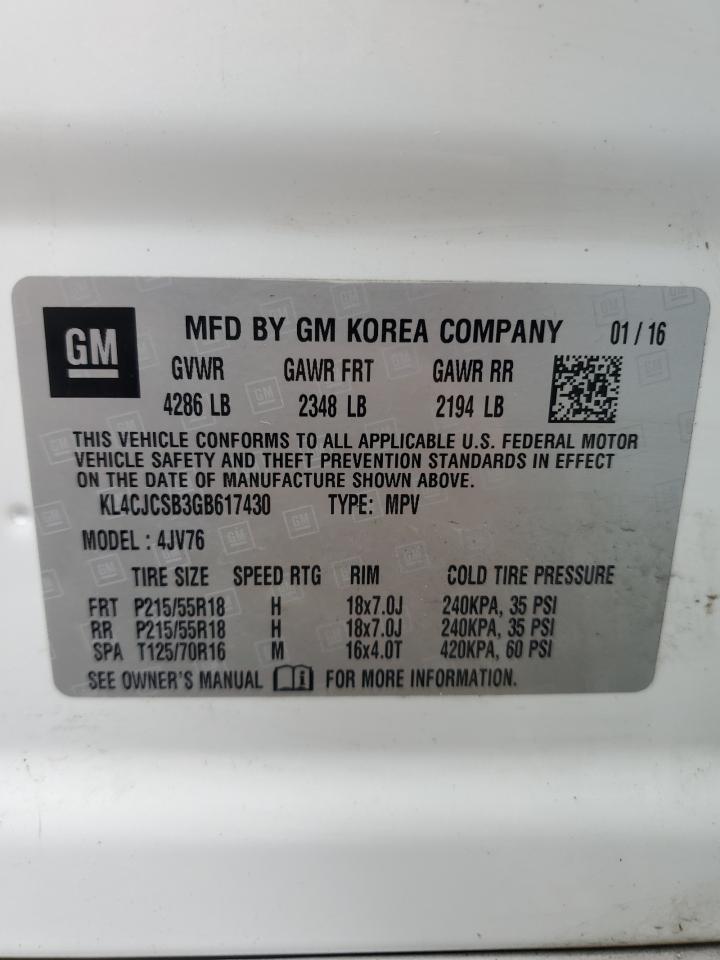 GM MFD BY GM KOREA COMPANY 01 / 16
GVWR GAWR FRT GAWR RR
4286 LB 2348 LB 2194 LB
THIS VEHICLE CONFORMS TO ALL APPLICABLE U.S. FEDERAL MOTOR
VEHICLE SAFETY AND THEFT PREVENTION STANDARDS IN EFFECT
ON THE DATE OF MANUFACTURE SHOWN ABOVE.
KL4CJCSB3GB617430 TYPE: MPV
MODEL : 4JV76
TIRE SIZE SPEED RTG RIM COLD TIRE PRESSURE
FRT P215/55R18 H 18x7.0J 240KPA, 35 PSI
RR P215/55R18 H 18x7.0J 240KPA, 35 PSI
SPA T125/70R16 M 16x4.0T 420KPA, 60 PSI
SEE OWNER'S MANUAL FOR MORE INFORMATION.